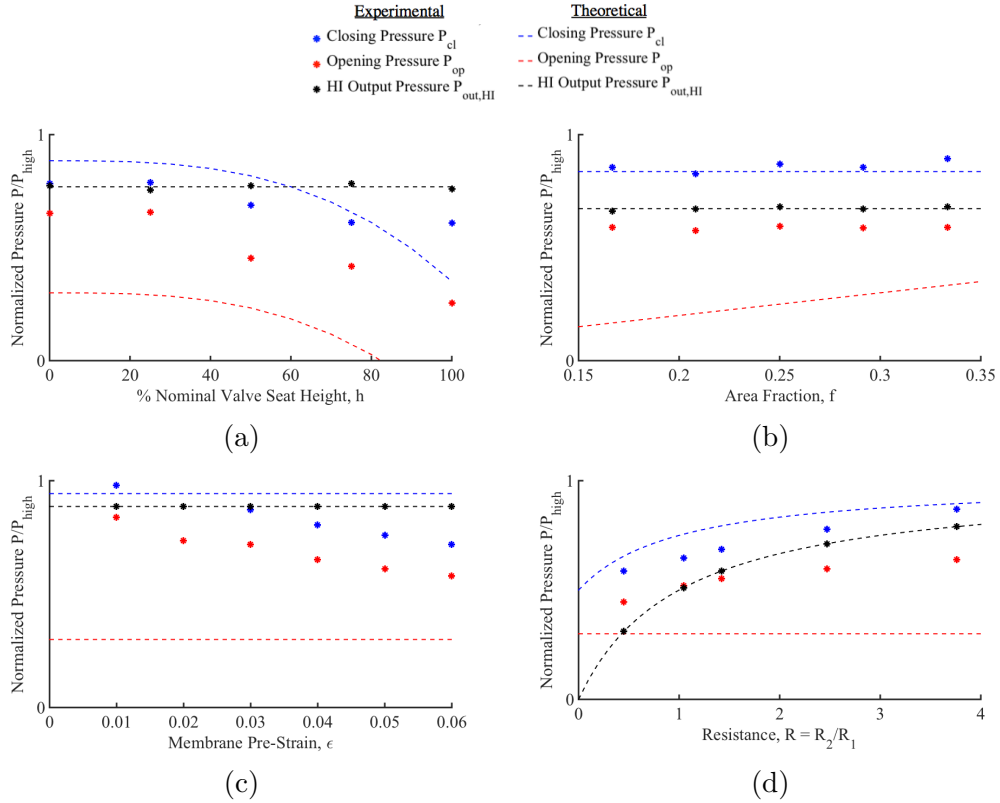 Experimental Theoretical
Closing Pressure P_cl Closing Pressure P_cl
Opening Pressure P_op Opening Pressure P_op
HI Output Pressure P_out,HI HI Output Pressure P_out,HI
1
Normalized Pressure P/P_high
0
0 20 40 60 80 100
% Nominal Valve Seat Height, h
(a)
1
Normalized Pressure P/P_high
0
0.15 0.2 0.25 0.3 0.35
Area Fraction, f
(b)
1
Normalized Pressure P/P_high
0
0 0.01 0.02 0.03 0.04 0.05 0.06
Membrane Pre-Strain, ϵ
(c)
1
Normalized Pressure P/P_high
0
0 1 2 3 4
Resistance, R = R_2/R_1
(d)